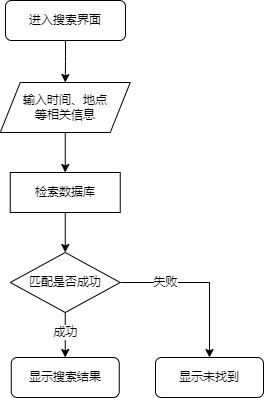 进入搜索界面
输入时间、地点
等相关信息
检索数据库
匹配是否成功
失败
成功
显示搜索结果
显示未找到